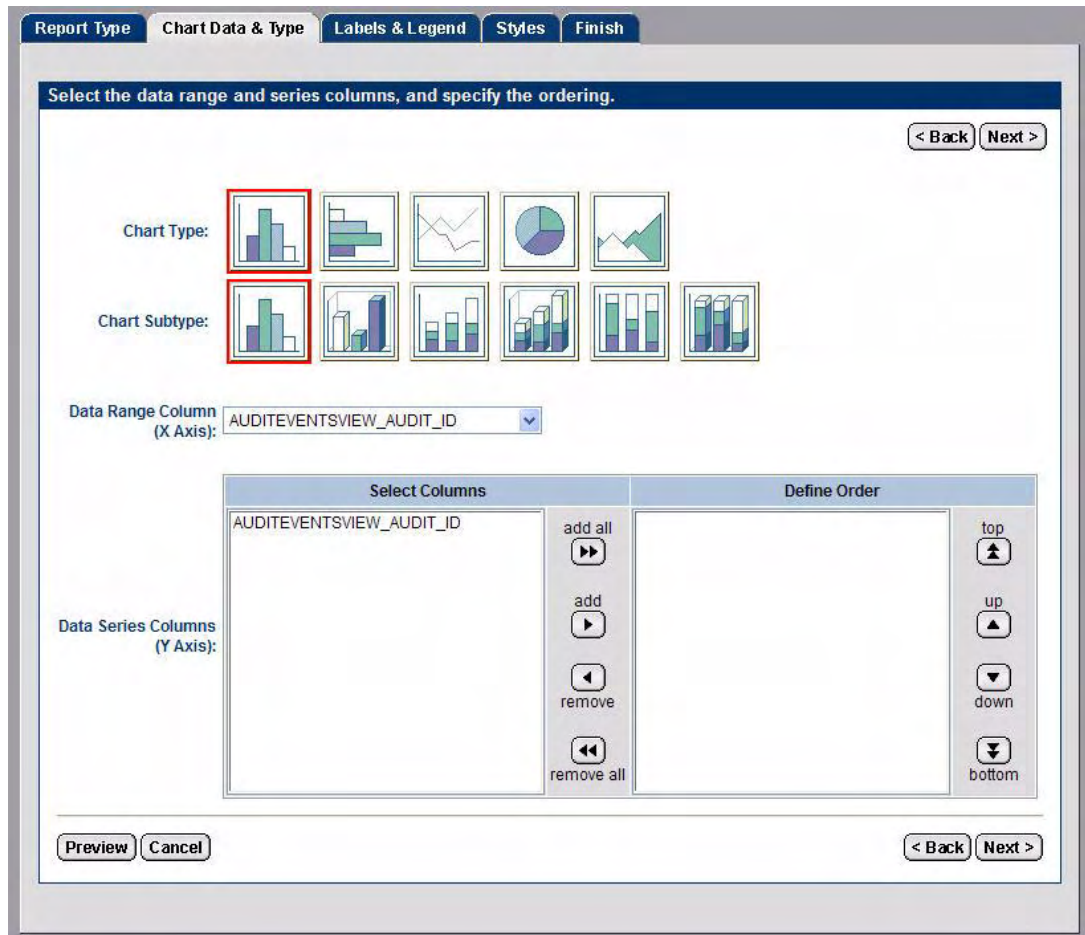 Report Type Chart Data & Type Labels & Legend Styles Finish
Select the data range and series columns, and specify the ordering.
< Back Next >
Chart Type:
Chart Subtype:
Data Range Column
(X Axis):
AUDITEVENTSVIEW_AUDIT_ID
Select Columns Define Order
AUDITEVENTSVIEW_AUDIT_ID
add all
top
add
up
Data Series Columns
(Y Axis):
remove
down
remove all
bottom
Preview Cancel < Back Next >